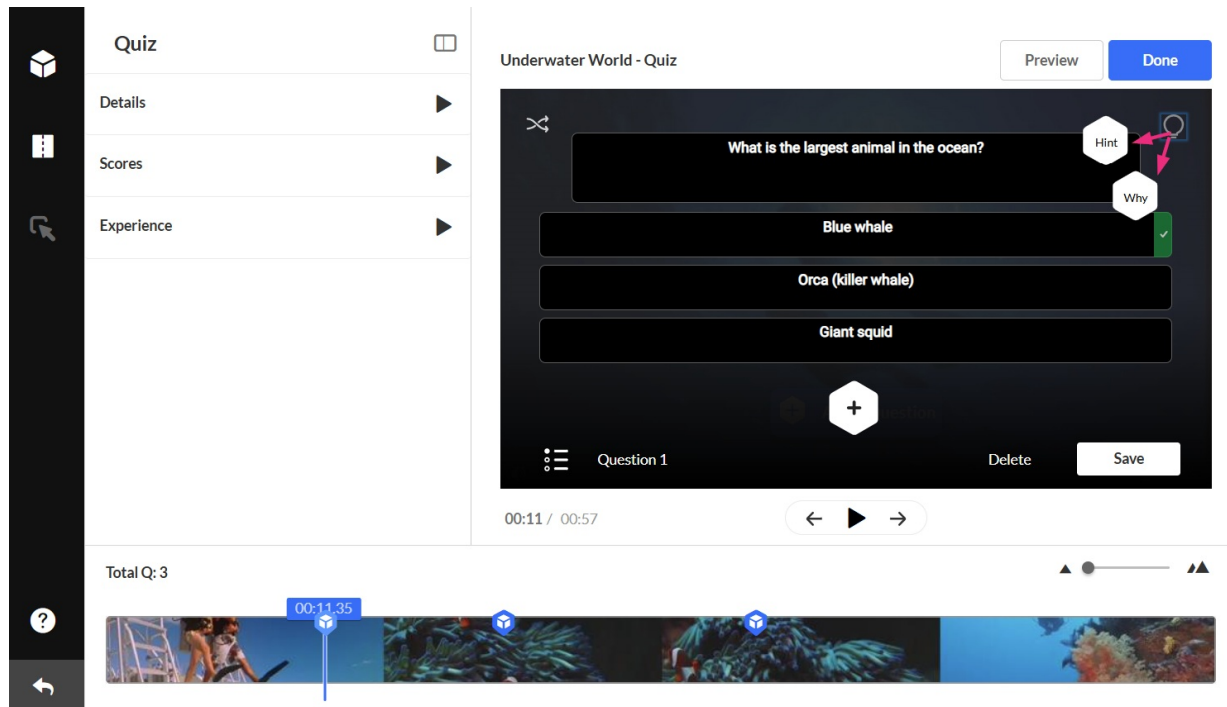 Quiz
Underwater World - Quiz
Preview
Done
Details
Scores
Experience
What is the largest animal in the ocean?
Hint
Why
Blue whale
Orca (killer whale)
Giant squid
+
Question 1
Delete
Save
00:11 / 00:57
Total Q: 3
00:11.35
?